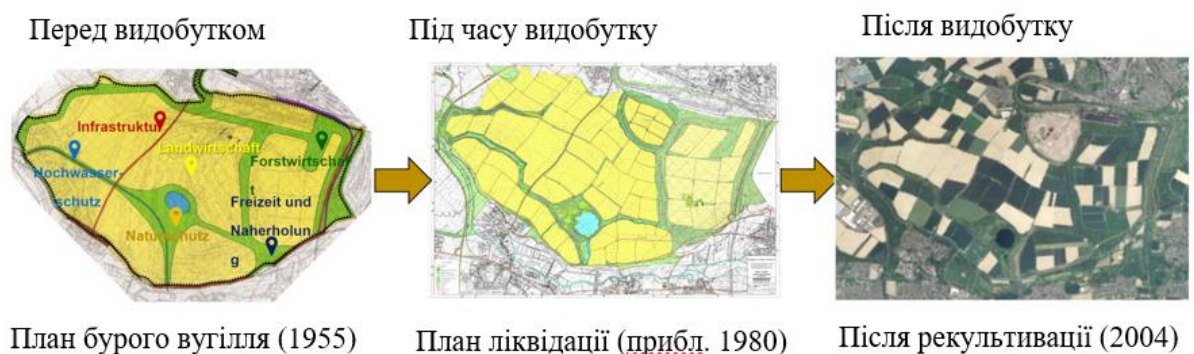 Перед видобутком
Під часу видобутку
Після видобутку
Infrastruktur
Landwirtschaft
Forstwirtschaf
t
Hochwasser-
schutz
Freizeit und
Naturschutz
Naherholun
g
План бурого вугілля (1955)
План ліквідації (прибл. 1980)
Після рекультивації (2004)